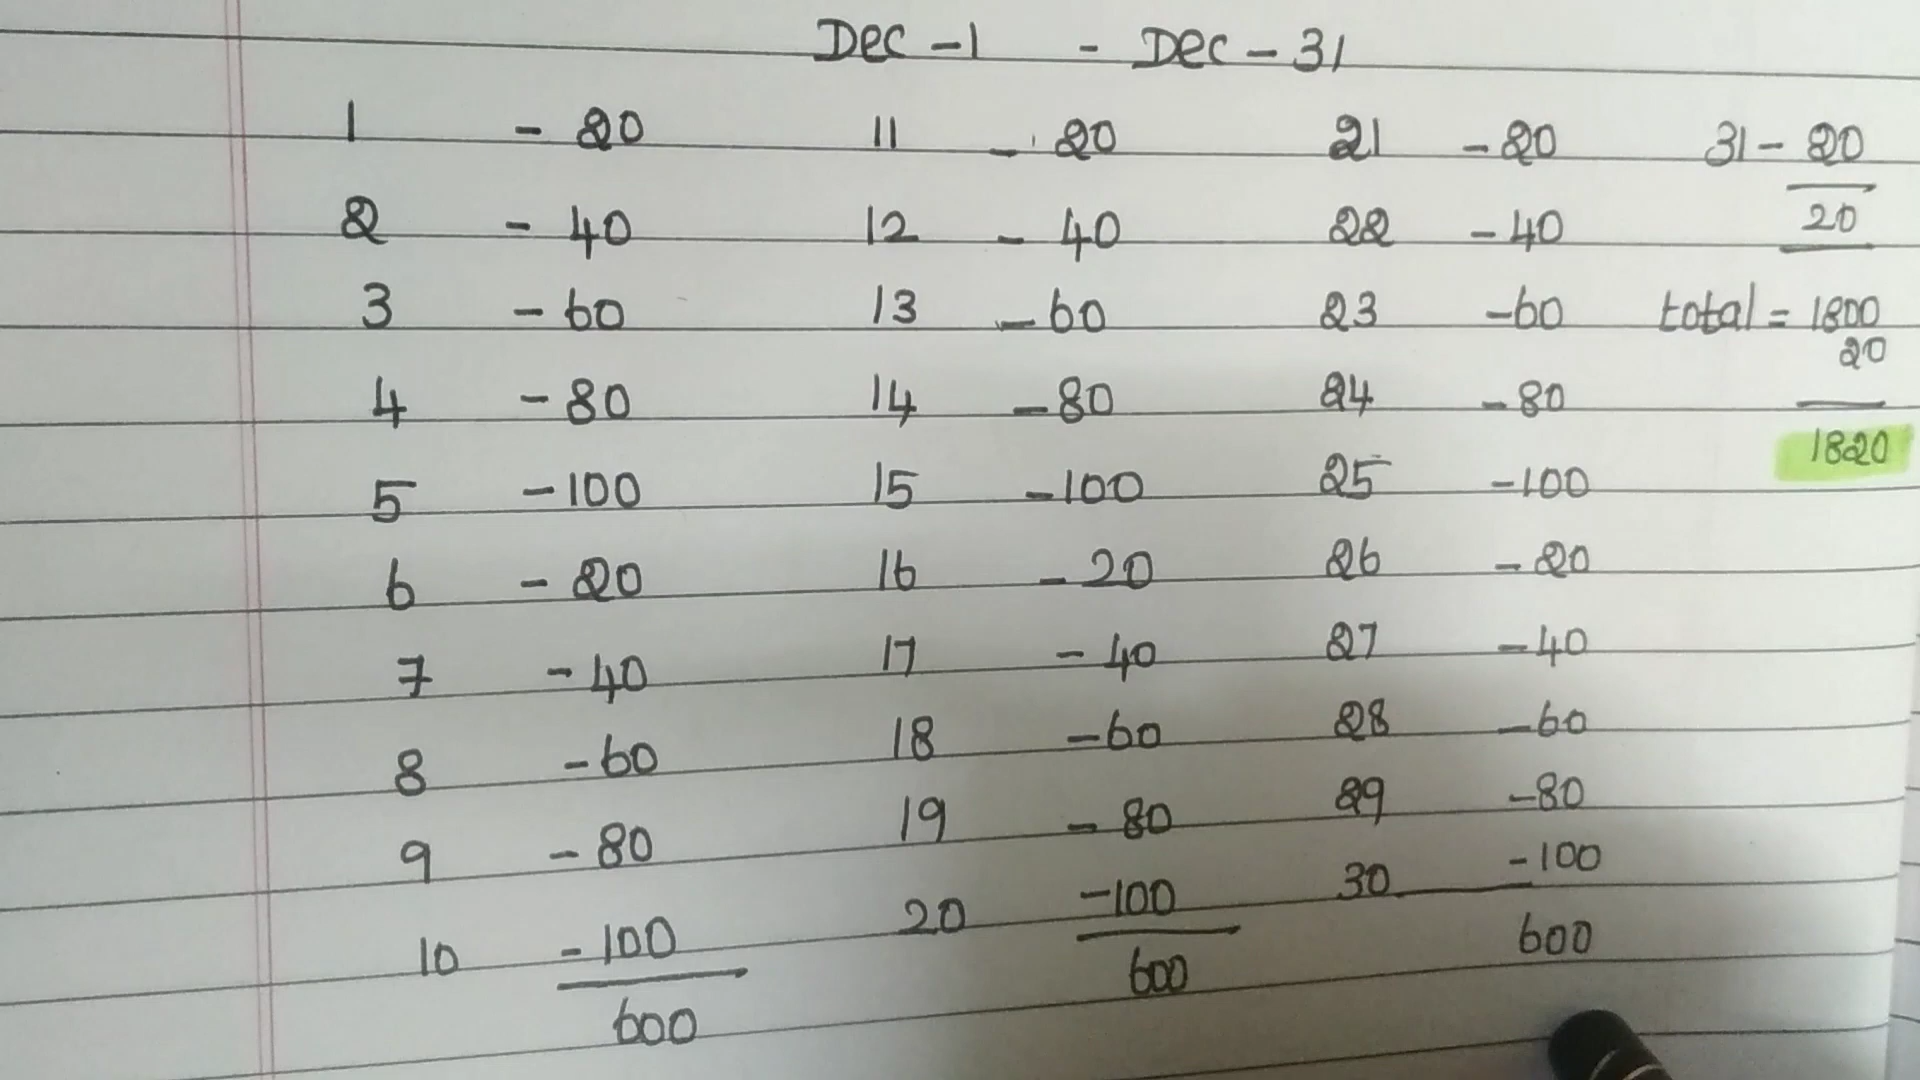 Dec - 1 - Dec - 31
1 - 20 11 - 20 21 - 20 31 - 20
2 - 40 12 - 40 22 - 40 20
3 - 60 13 - 60 23 - 60 total = 1800
20
4 - 80 14 - 80 24 - 80
1820
5 - 100 15 - 100 25 - 100
6 - 20 16 - 20 26 - 20
7 - 40 17 - 40 27 - 40
8 - 60 18 - 60 28 - 60
9 - 80 19 - 80 29 - 80
10 - 100 20 - 100 30 - 100
600 600 600